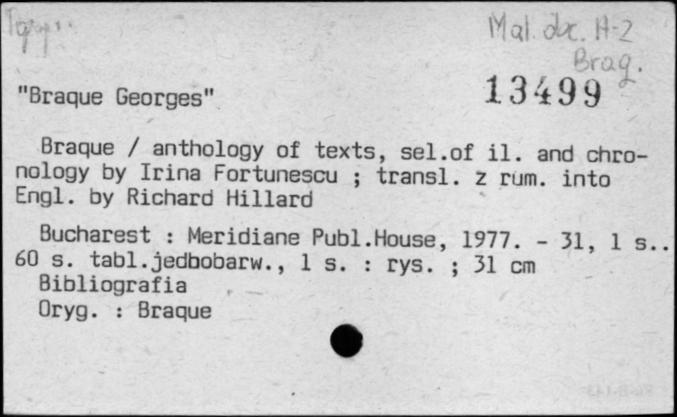 Mal. obc. A-2
Braq.
13499
"Braque Georges"
Braque / anthology of texts, sel.of il. and chro-
nology by Irina Fortunescu ; transl. z rum. into
Engl. by Richard Hillard
Bucharest : Meridiane Publ.House, 1977. - 31, 1 s..
60 s. tabl.jedbobarw., 1 s. : rys. ; 31 cm
Bibliografia
Oryg. : Braque